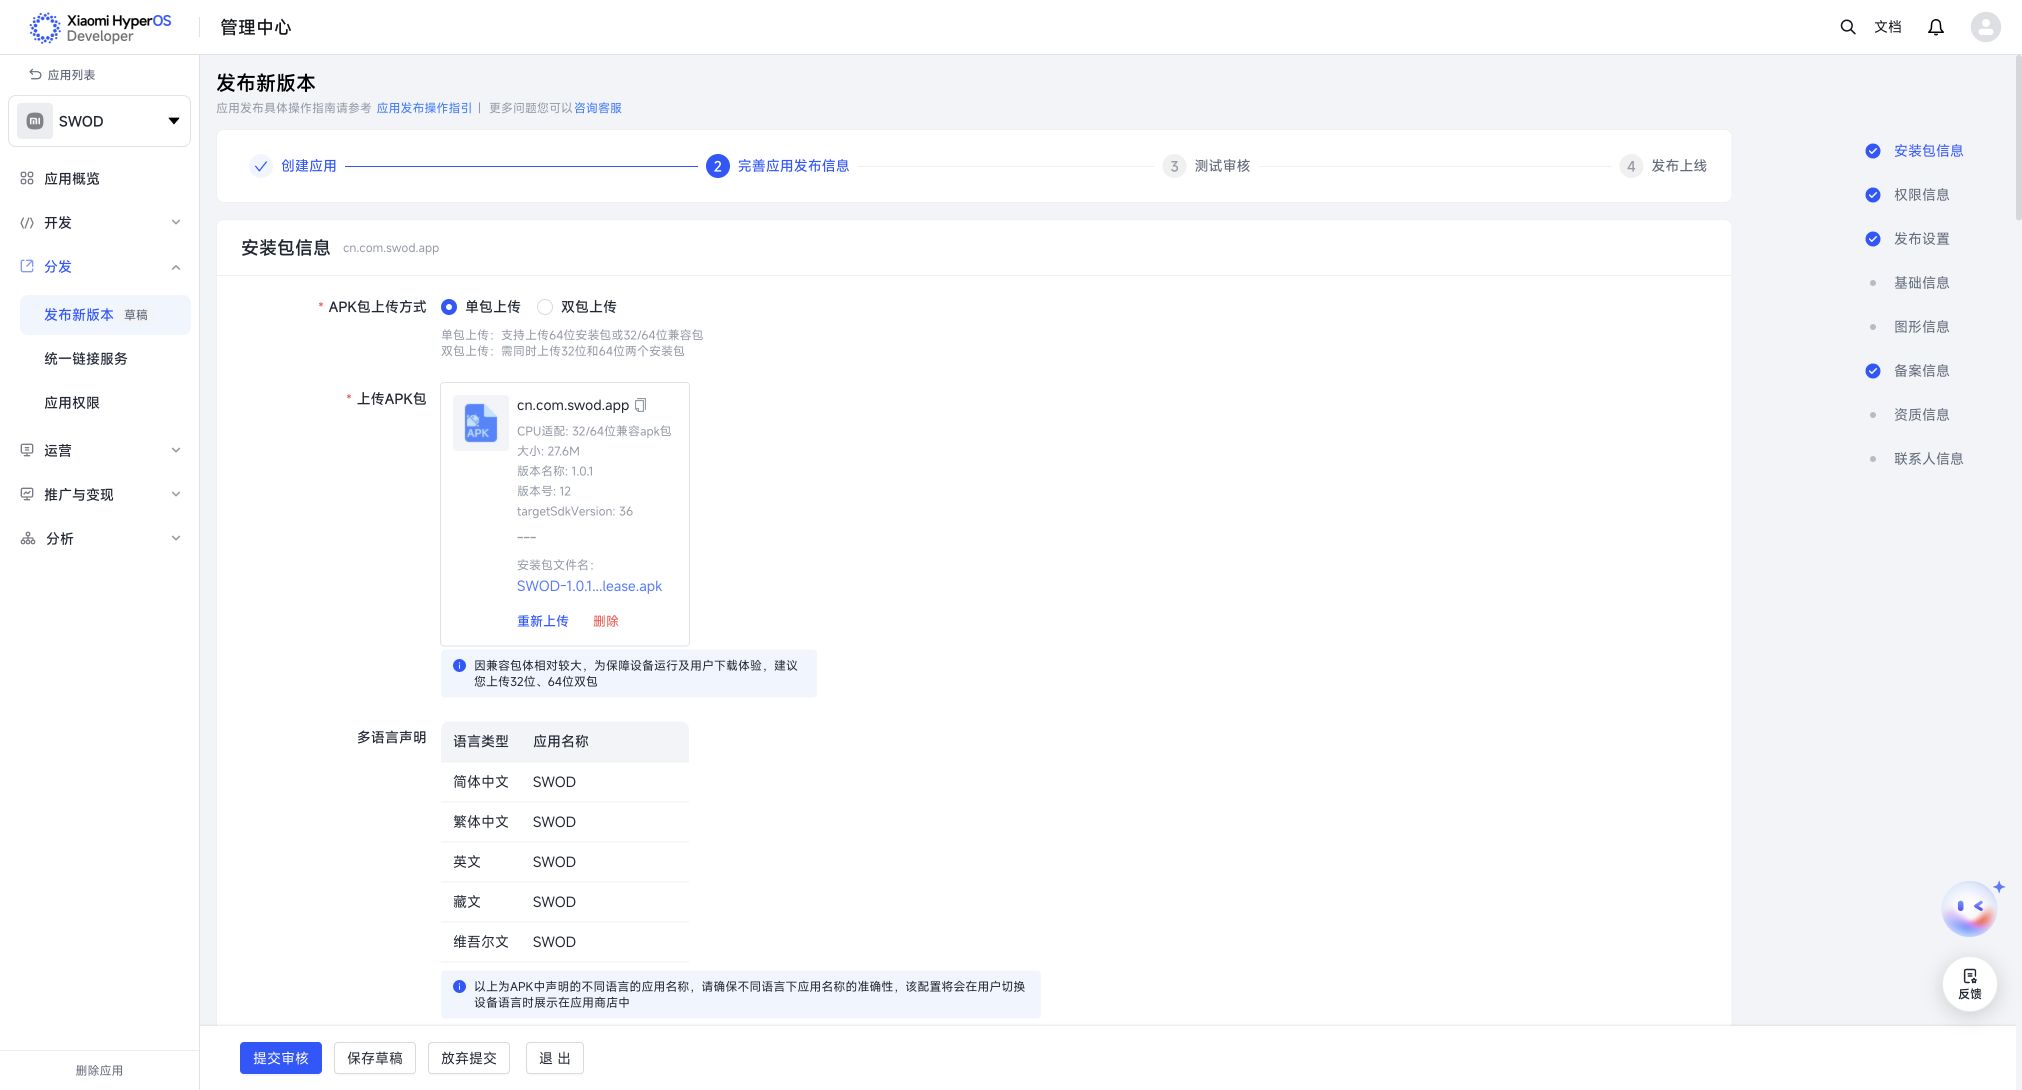 Xiaomi HyperOS
Developer
管理中心
文档
应用列表
SWOD
应用概览
开发
分发
发布新版本 草稿
统一链接服务
应用权限
运营
推广与变现
分析
删除应用
发布新版本
应用发布具体操作指南请参考 应用发布操作指引 | 更多问题您可以咨询客服
创建应用
2 完善应用发布信息
3 测试审核
4 发布上线
安装包信息 cn.com.swod.app
* APK包上传方式 单包上传 双包上传
单包上传：支持上传64位安装包或32/64位兼容包
双包上传：需同时上传32位和64位两个安装包
* 上传APK包
APK
cn.com.swod.app
CPU适配: 32/64位兼容apk包
大小: 27.6M
版本名称: 1.0.1
版本号: 12
targetSdkVersion: 36
---
安装包文件名:
SWOD-1.0.1...lease.apk
重新上传 删除
因兼容包体相对较大，为保障设备运行及用户下载体验，建议
您上传32位、64位双包
多语言声明
语言类型 应用名称
简体中文 SWOD
繁体中文 SWOD
英文 SWOD
藏文 SWOD
维吾尔文 SWOD
以上为APK中声明的不同语言的应用名称，请确保不同语言下应用名称的准确性，该配置将会在用户切换
设备语言时展示在应用商店中
提交审核 保存草稿 放弃提交 退 出
安装包信息
权限信息
发布设置
基础信息
图形信息
备案信息
资质信息
联系人信息
反馈